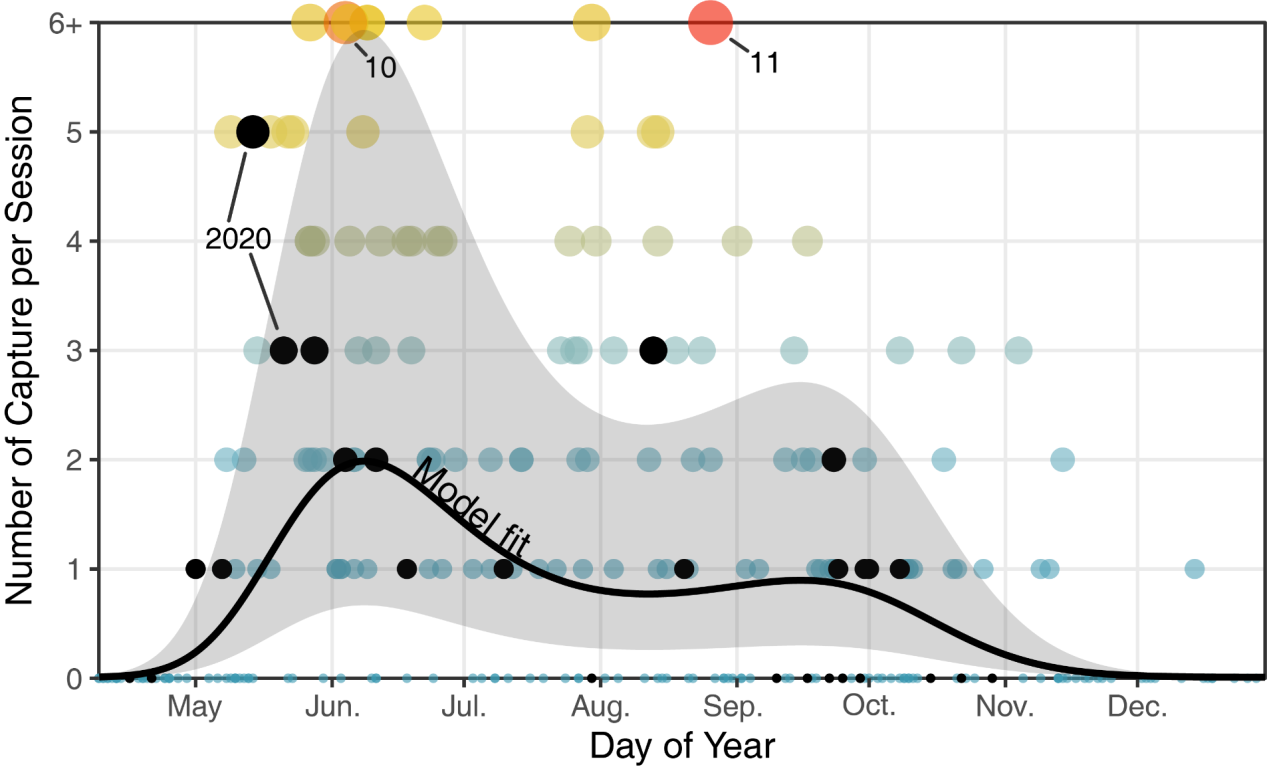 6+
5
4
3
2
1
0
Number of Capture per Session
10
11
2020
Model fit
May Jun. Jul. Aug. Sep. Oct. Nov. Dec.
Day of Year